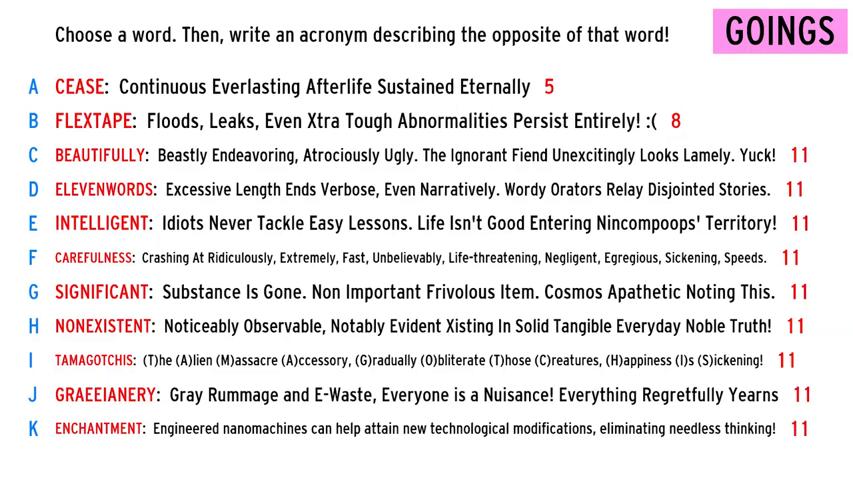 Choose a word. Then, write an acronym describing the opposite of that word!
GOINGS
A CEASE: Continuous Everlasting Afterlife Sustained Eternally 5
B FLEXTAPE: Floods, Leaks, Even Xtra Tough Abnormalities Persist Entirely! :( 8
C BEAUTIFULLY: Beastly Endeavoring, Atrociously Ugly. The Ignorant Fiend Unexcitingly Looks Lamely. Yuck! 11
D ELEVENWORDS: Excessive Length Ends Verbose, Even Narratively. Wordy Orators Relay Disjointed Stories. 11
E INTELLIGENT: Idiots Never Tackle Easy Lessons. Life Isn't Good Entering Nincompoops' Territory! 11
F CAREFULNESS: Crashing At Ridiculously, Extremely, Fast, Unbelievably, Life-threatening, Negligent, Egregious, Sickening, Speeds. 11
G SIGNIFICANT: Substance Is Gone. Non Important Frivolous Item. Cosmos Apathetic Noting This. 11
H NONEXISTENT: Noticeably Observable, Notably Evident Xisting In Solid Tangible Everyday Noble Truth! 11
I TAMAGOTCHIS: (T)he (A)lien (M)assacre (A)ccessory, (G)radually (O)bliterate (T)hose (C)reatures, (H)appiness (I)s (S)ickening! 11
J GRAEEIANERY: Gray Rummage and E-Waste, Everyone is a Nuisance! Everything Regretfully Yearns 11
K ENCHANTMENT: Engineered nanomachines can help attain new technological modifications, eliminating needless thinking! 11